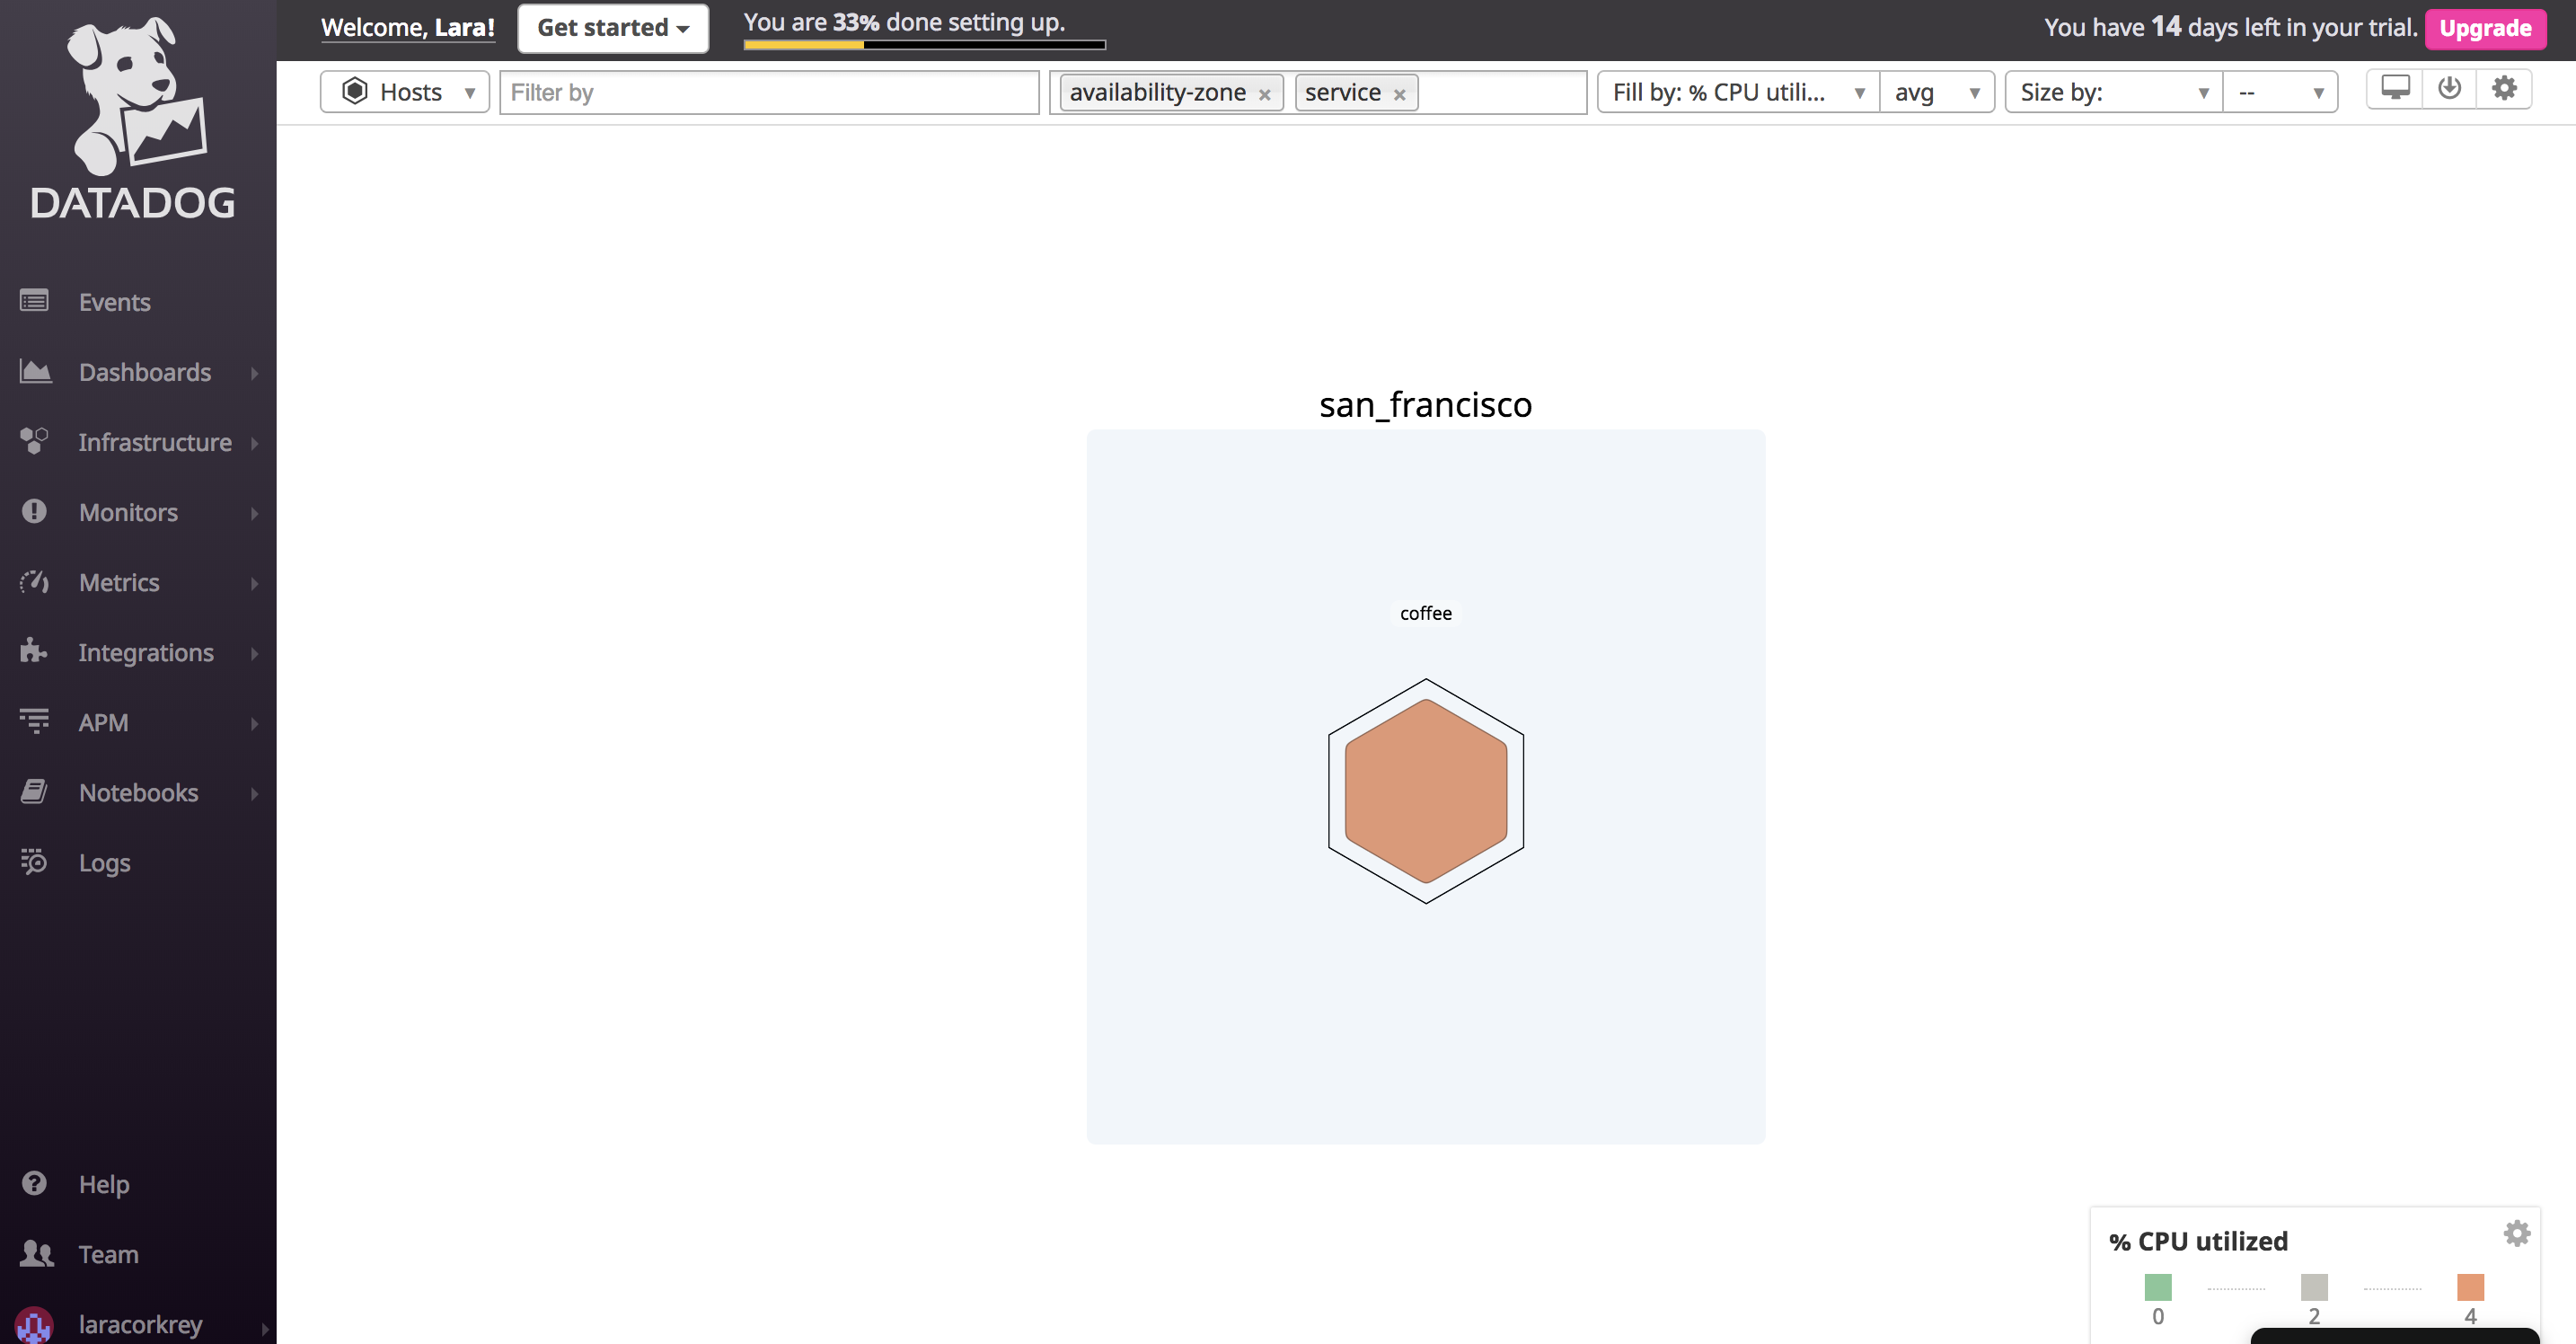 DATADOG
Welcome, Lara!
Get started
You are 33% done setting up.
You have 14 days left in your trial.
Upgrade
Hosts
Filter by
availability-zone ×
service ×
Fill by: % CPU utili...
avg
Size by:
--
Events
Dashboards
Infrastructure
Monitors
Metrics
Integrations
APM
Notebooks
Logs
Help
Team
laracorkrey
san_francisco
coffee
% CPU utilized
0
2
4